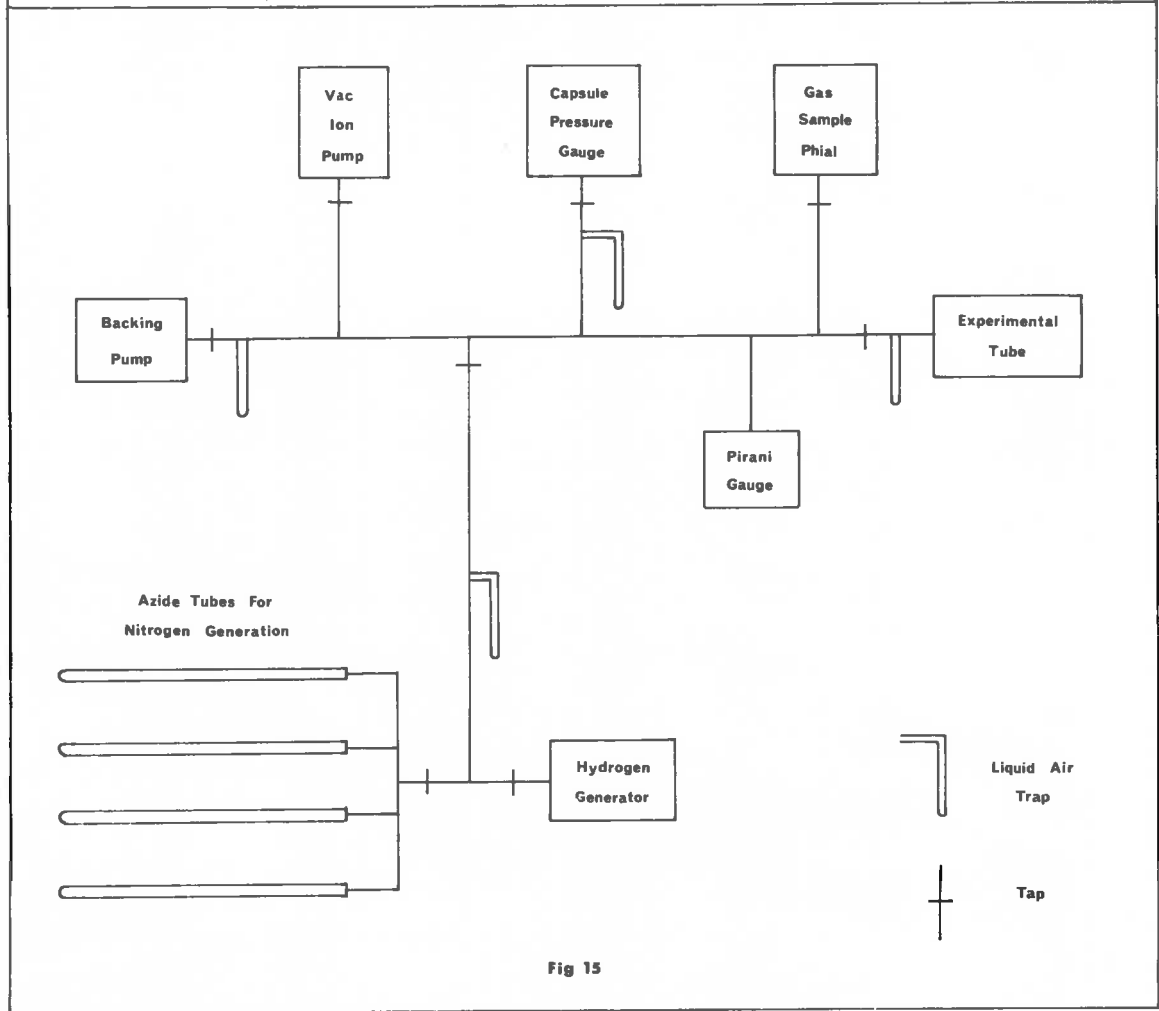 Vac
Ion
Pump
Capsule
Pressure
Gauge
Gas
Sample
Phial
Backing
Pump
Experimental
Tube
Pirani
Gauge
Azide Tubes For
Nitrogen Generation
Hydrogen
Generator
Liquid Air
Trap
Tap
Fig 15